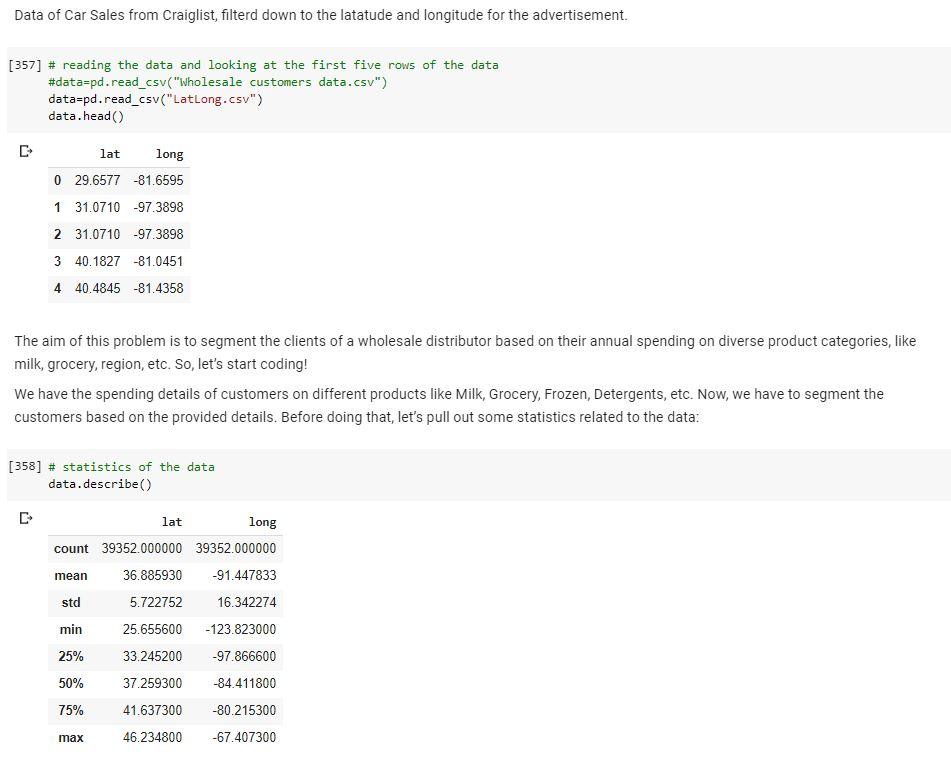 Data of Car Sales from Craiglist, filterd down to the latatude and longitude for the advertisement.
[357] # reading the data and looking at the first five rows of the data
#data=pd.read_csv("Wholesale customers data.csv")
data=pd.read_csv("LatLong.csv")
data.head()
lat long
0 29.6577 -81.6595
1 31.0710 -97.3898
2 31.0710 -97.3898
3 40.1827 -81.0451
4 40.4845 -81.4358
The aim of this problem is to segment the clients of a wholesale distributor based on their annual spending on diverse product categories, like
milk, grocery, region, etc. So, let's start coding!
We have the spending details of customers on different products like Milk, Grocery, Frozen, Detergents, etc. Now, we have to segment the
customers based on the provided details. Before doing that, let's pull out some statistics related to the data:
[358] # statistics of the data
data.describe()
lat long
count 39352.000000 39352.000000
mean 36.885930 -91.447833
std 5.722752 16.342274
min 25.655600 -123.823000
25% 33.245200 -97.866600
50% 37.259300 -84.411800
75% 41.637300 -80.215300
max 46.234800 -67.407300